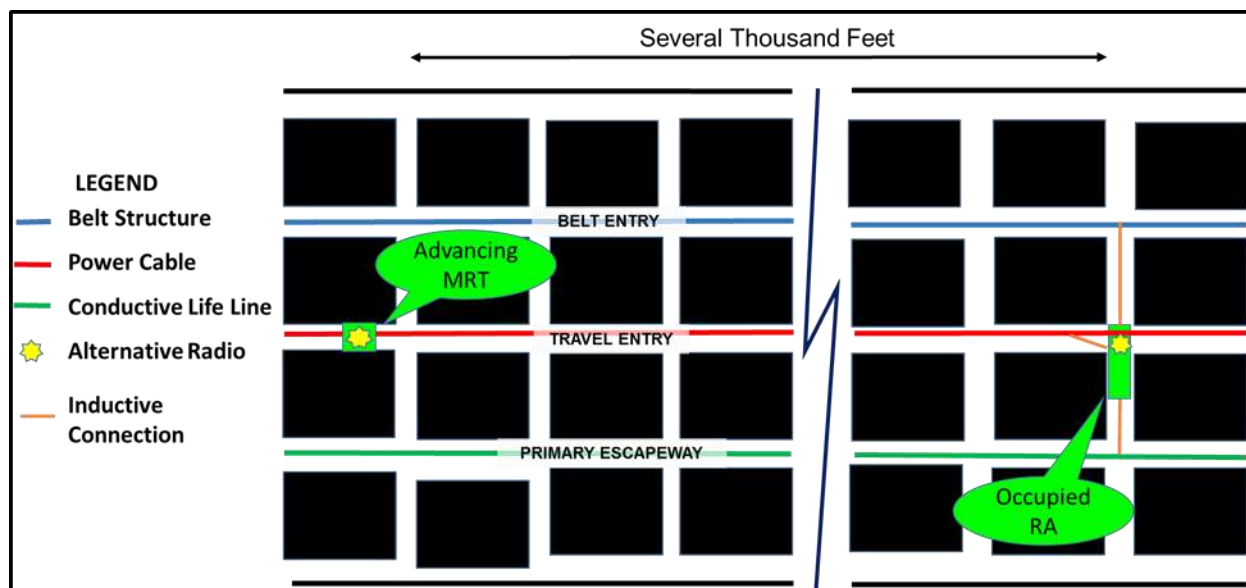 Several Thousand Feet
LEGEND
Belt Structure
Power Cable
Conductive Life Line
Alternative Radio
Inductive
Connection
BELT ENTRY
Advancing
MRT
TRAVEL ENTRY
PRIMARY ESCAPEWAY
Occupied
RA